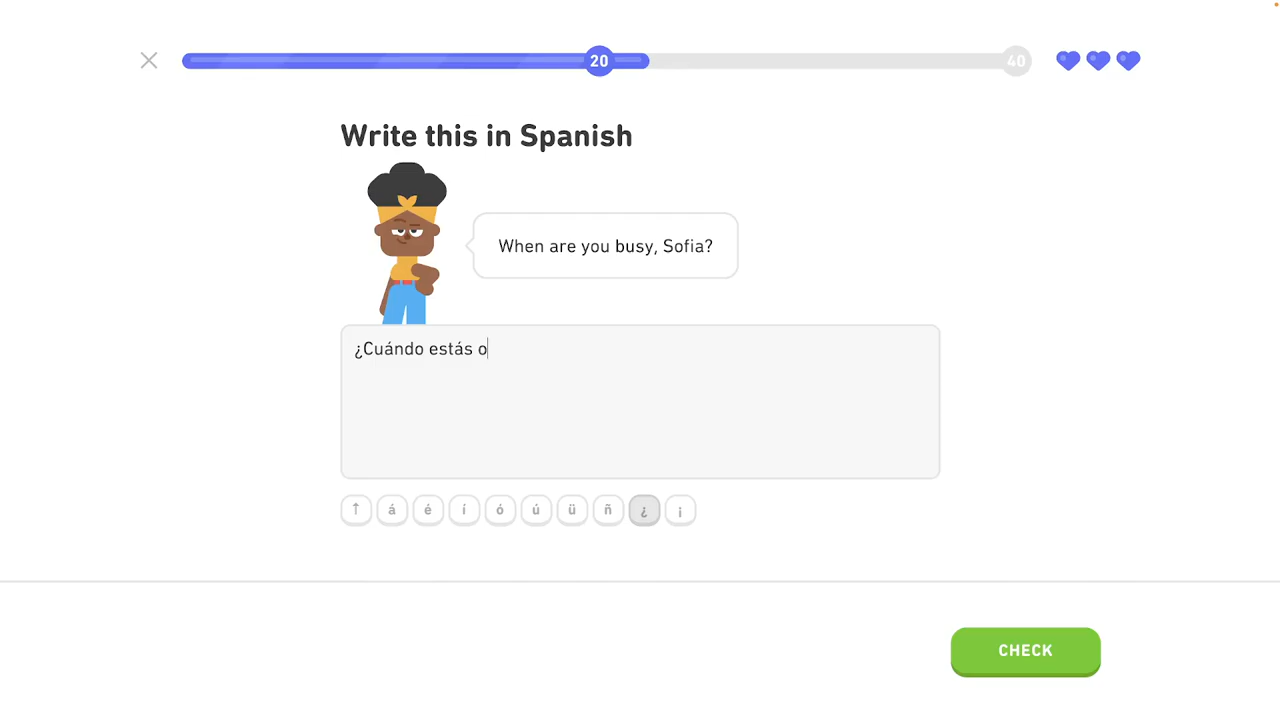 20
40
Write this in Spanish
When are you busy, Sofia?
¿Cuándo estás o
↑ á é í ó ú ü ñ ¿ ¡
CHECK